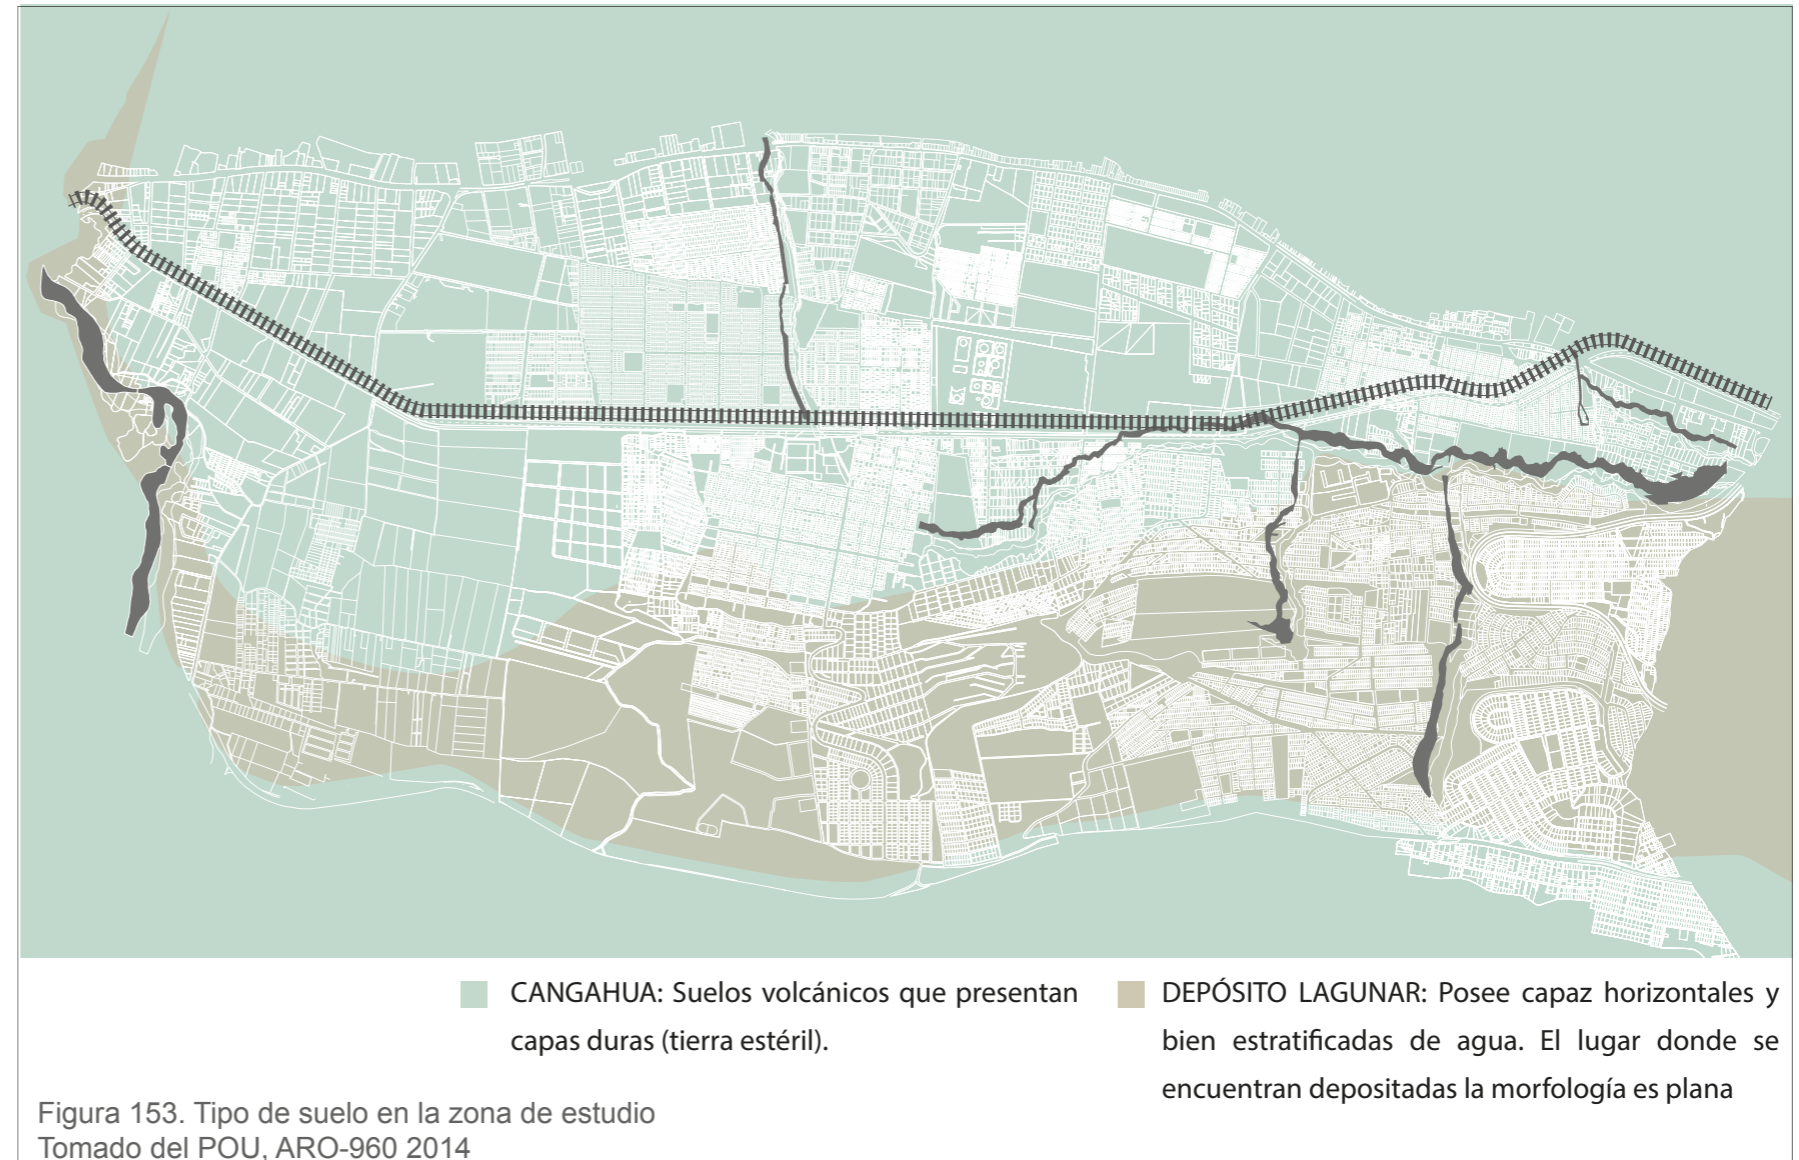 CANGAHUA: Suelos volcánicos que presentan
capas duras (tierra estéril).
DEPÓSITO LAGUNAR: Posee capaz horizontales y
bien estratificadas de agua. El lugar donde se
encuentran depositadas la morfología es plana
Figura 153. Tipo de suelo en la zona de estudio
Tomado del POU, ARO-960 2014